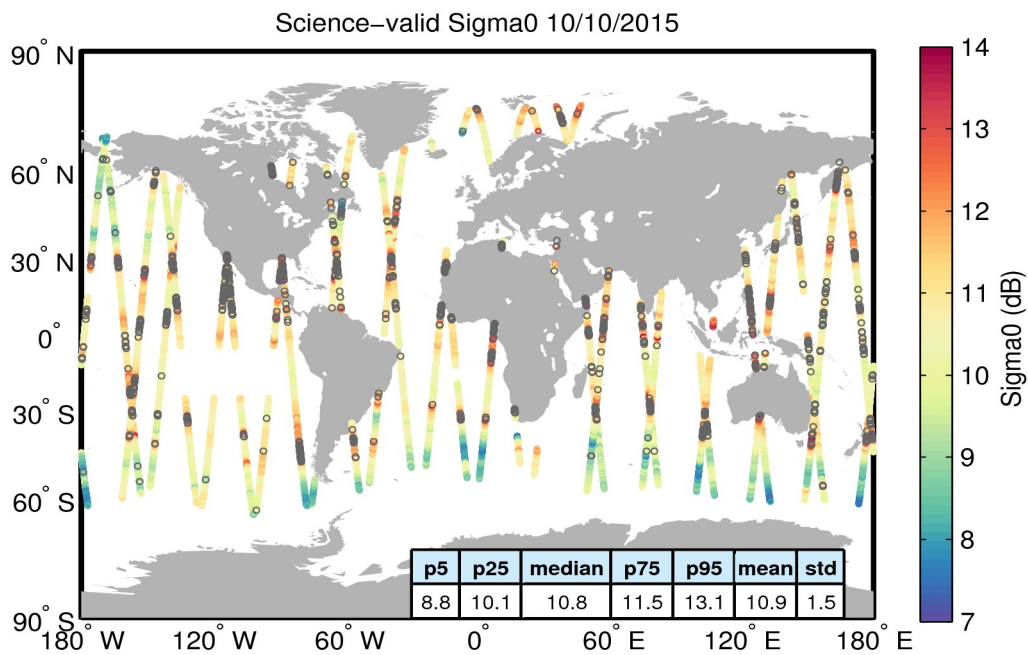 Science−valid Sigma0 10/10/2015
90° N
60° N
30° N
0°
30° S
60° S
90° S
180° W
120° W
60° W
0°
60° E
120° E
180° E
p5 p25 median p75 p95 mean std
8.8 10.1 10.8 11.5 13.1 10.9 1.5
14
13
12
11
10
9
8
7
Sigma0 (dB)